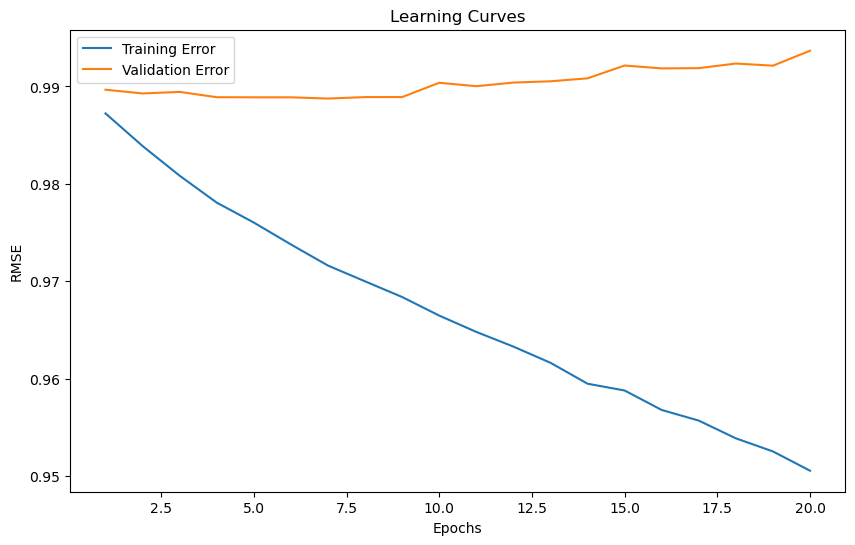 Learning Curves
Training Error
Validation Error
0.99
0.98
0.97
0.96
0.95
RMSE
2.5 5.0 7.5 10.0 12.5 15.0 17.5 20.0
Epochs